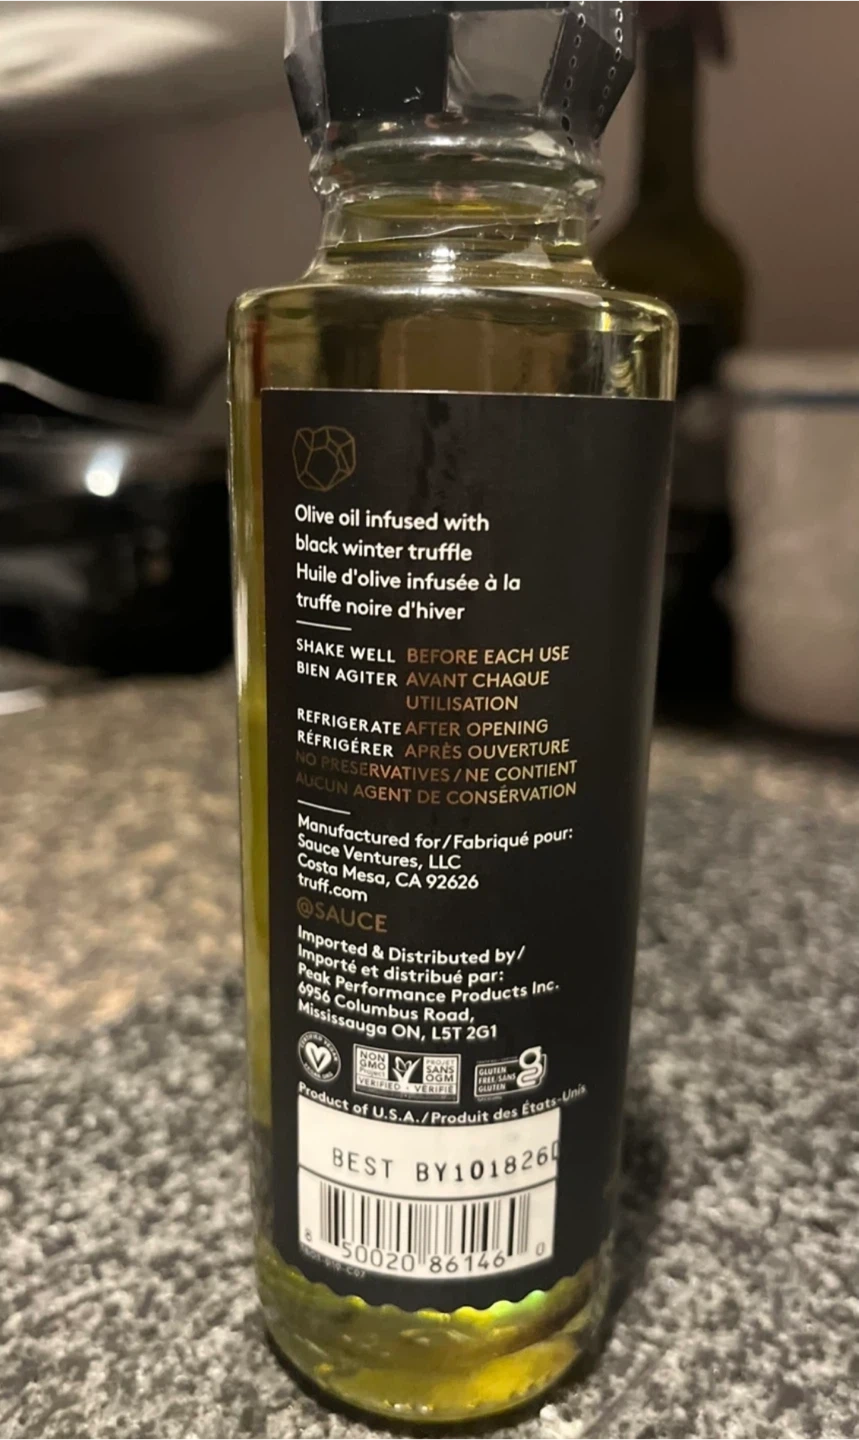 Olive oil infused with
black winter truffle
Huile d'olive infusée à la
truffe noire d'hiver
SHAKE WELL BEFORE EACH USE
BIEN AGITER AVANT CHAQUE
UTILISATION
REFRIGERATE AFTER OPENING
RÉFRIGÉRER APRÈS OUVERTURE
NO PRESERVATIVES / NE CONTIENT
AUCUN AGENT DE CONSÉRVATION
Manufactured for/Fabriqué pour:
Sauce Ventures, LLC
Costa Mesa, CA 92626
truff.com
@SAUCE
Imported & Distributed by/
Importé et distribué par:
Peak Performance Products Inc.
6956 Columbus Road,
Mississauga ON, L5T 2G1
NON GMO Project VERIFIED PROJET SANS OGM VÉRIFIÉ
GLUTEN FREE/SANS GLUTEN
Product of U.S.A./Produit des États-Unis
BEST BY101826
8 50020 86146 0